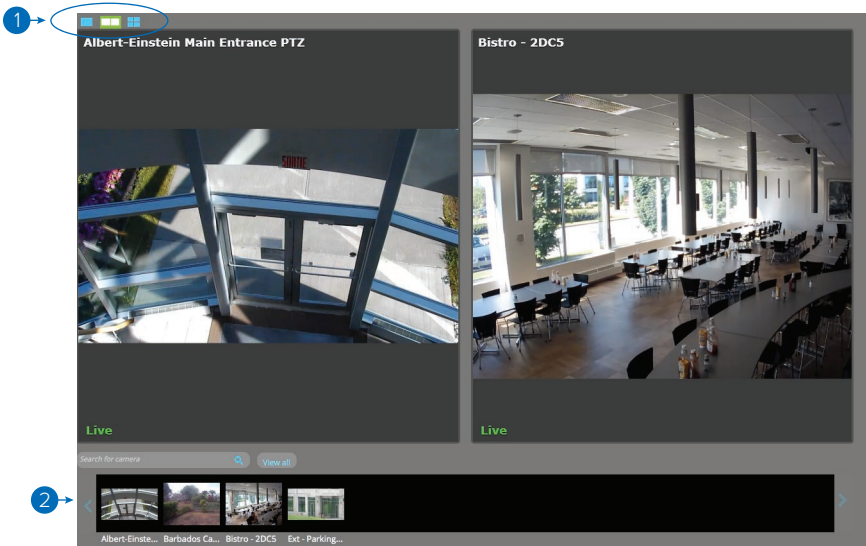 1
Albert-Einstein Main Entrance PTZ
Bistro - 2DC5
SORTIE
Live
Live
Search for camera
View all
2
Albert-Einste...
Barbados Ca...
Bistro - 2DC5
Ext - Parking...